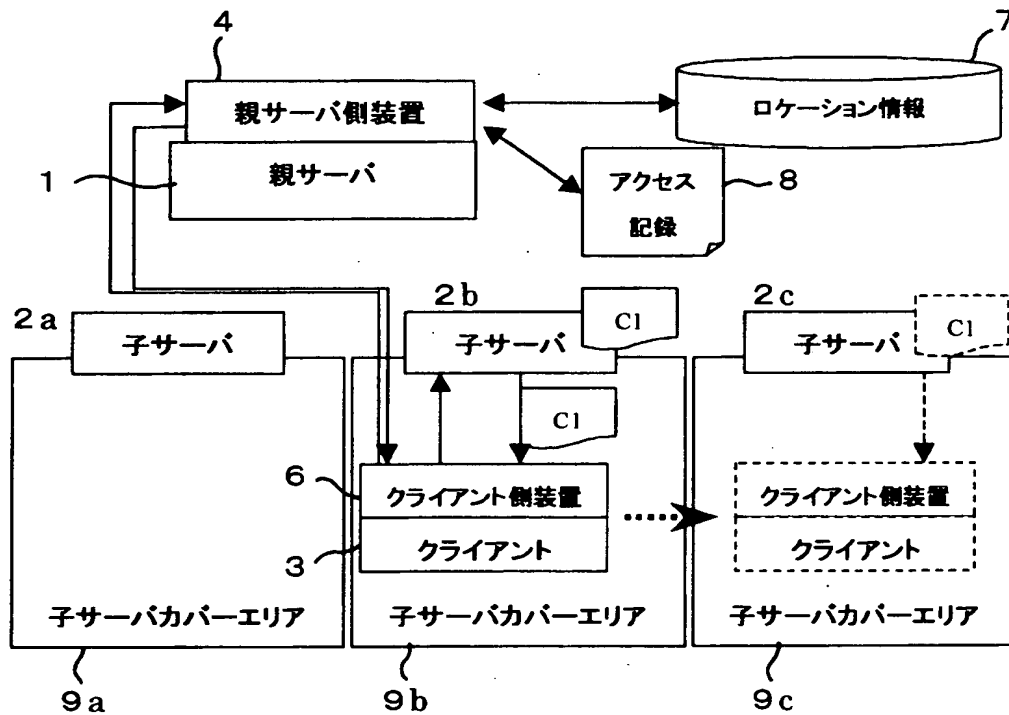 4
7
親サーバ側装置
ロケーション情報
1
親サーバ
アクセス
記録
8
2a
子サーバ
2b
子サーバ
C1
2c
子サーバ
C1
C1
6
クライアント側装置
クライアント側装置
3
クライアント
クライアント
子サーバカバーエリア
子サーバカバーエリア
子サーバカバーエリア
9a
9b
9c